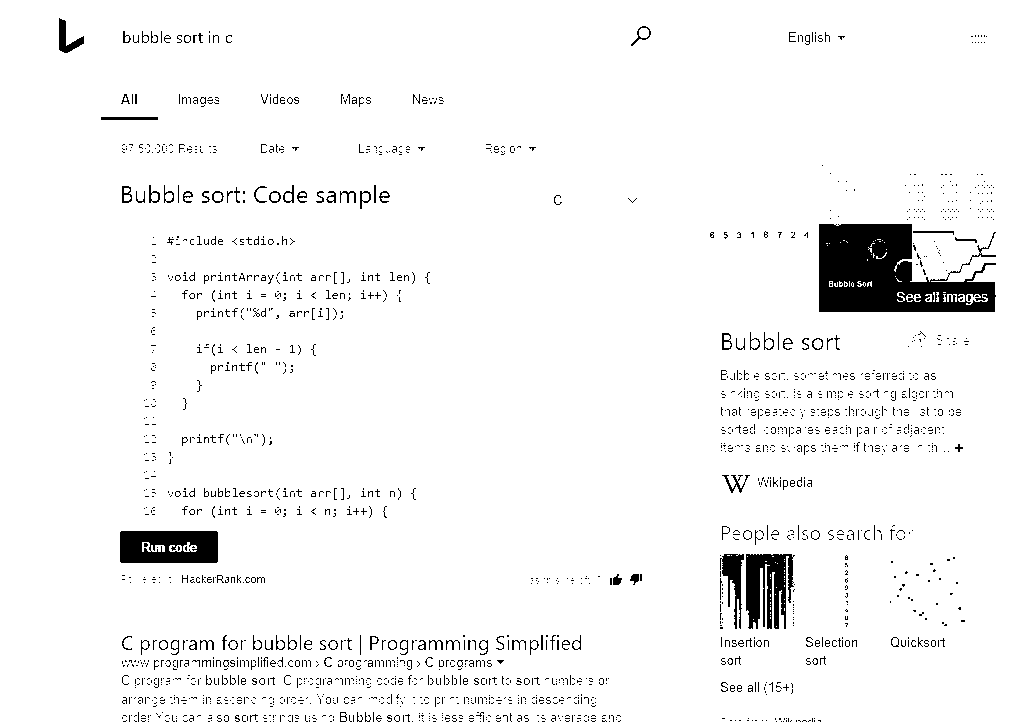 bubble sort in c
English
All Images Videos Maps News
97,50,000 Results Date Language Region
Bubble sort: Code sample
C
1 #include <stdio.h>
2
3 void printArray(int arr[], int len) {
4 for (int i = 0; i < len; i++) {
5 printf("%d", arr[i]);
6
7 if(i < len - 1) {
8 printf(" ");
9 }
10 }
11
12 printf("\n");
13 }
14
15 void bubblesort(int arr[], int n) {
16 for (int i = 0; i < n; i++) {
Run code
HackerRank.com
C program for bubble sort | Programming Simplified
www.programmingsimplified.com › C programming › C programs
C program for bubble sort C programming code for bubble sort to sort numbers or
arrange them in ascending order. You can modify it to print numbers in descending
order You can also sort strings using Bubble sort. It is less efficient as its average and
6 5 3 1 8 7 2 4
Bubble Sort
See all images
Bubble sort
Share
Bubble sort, sometimes referred to as
sinking sort, is a simple sorting algorithm
that repeatedly steps through the list to be
sorted, compares each pair of adjacent
items and swaps them if they are in th... +
W Wikipedia
People also search for
Insertion sort
Selection sort
Quicksort
See all (15+)
Data from: Wikipedia